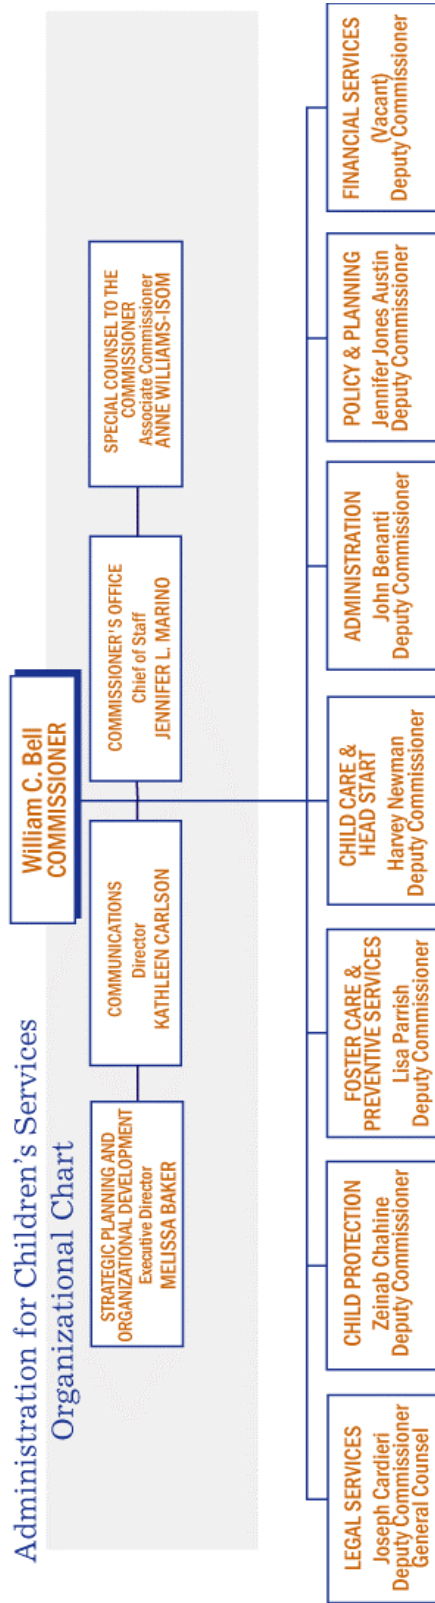 Administration for Children's Services
Organizational Chart
William C. Bell
COMMISSIONER
STRATEGIC PLANNING AND
ORGANIZATIONAL DEVELOPMENT
Executive Director
MELISSA BAKER
COMMUNICATIONS
Director
KATHLEEN CARLSON
COMMISSIONER'S OFFICE
Chief of Staff
JENNIFER L. MARINO
SPECIAL COUNSEL TO THE
COMMISSIONER
Associate Commissioner
ANNE WILLIAMS-ISOM
LEGAL SERVICES
Joseph Cardieri
Deputy Commissioner
General Counsel
CHILD PROTECTION
Zeinab Chahine
Deputy Commissioner
FOSTER CARE &
PREVENTIVE SERVICES
Lisa Parrish
Deputy Commissioner
CHILD CARE &
HEAD START
Harvey Newman
Deputy Commissioner
ADMINISTRATION
John Benanti
Deputy Commissioner
POLICY & PLANNING
Jennifer Jones Austin
Deputy Commissioner
FINANCIAL SERVICES
(Vacant)
Deputy Commissioner